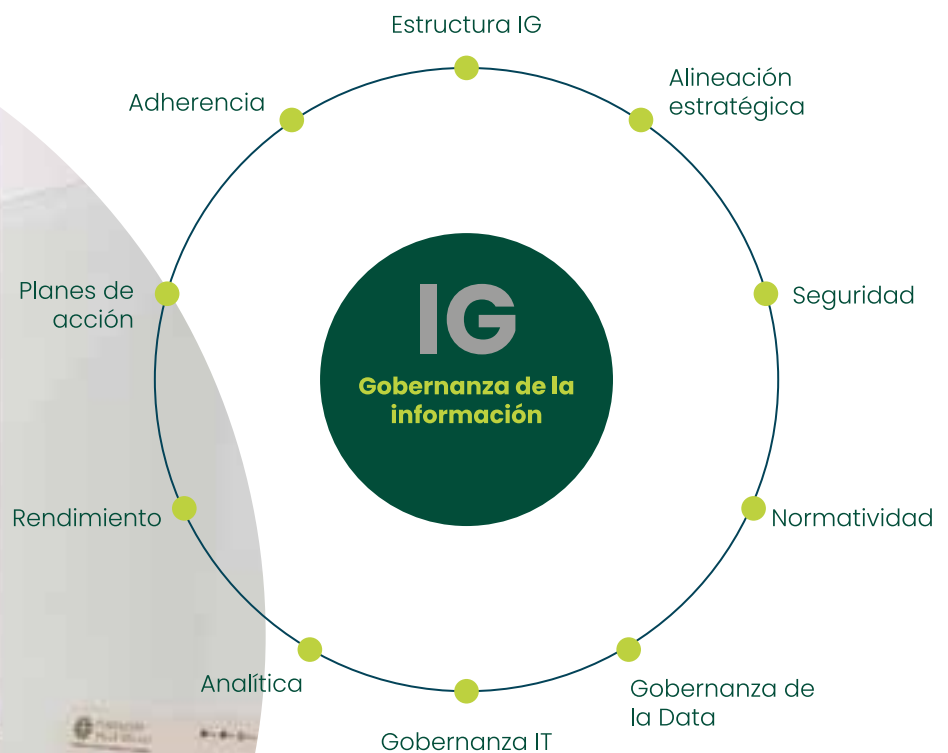 Estructura IG
Alineación
estratégica
Adherencia
IG
Gobernanza de la
información
Planes de
acción
Seguridad
Rendimiento
Normatividad
Analítica
Gobernanza de
la Data
Gobernanza IT